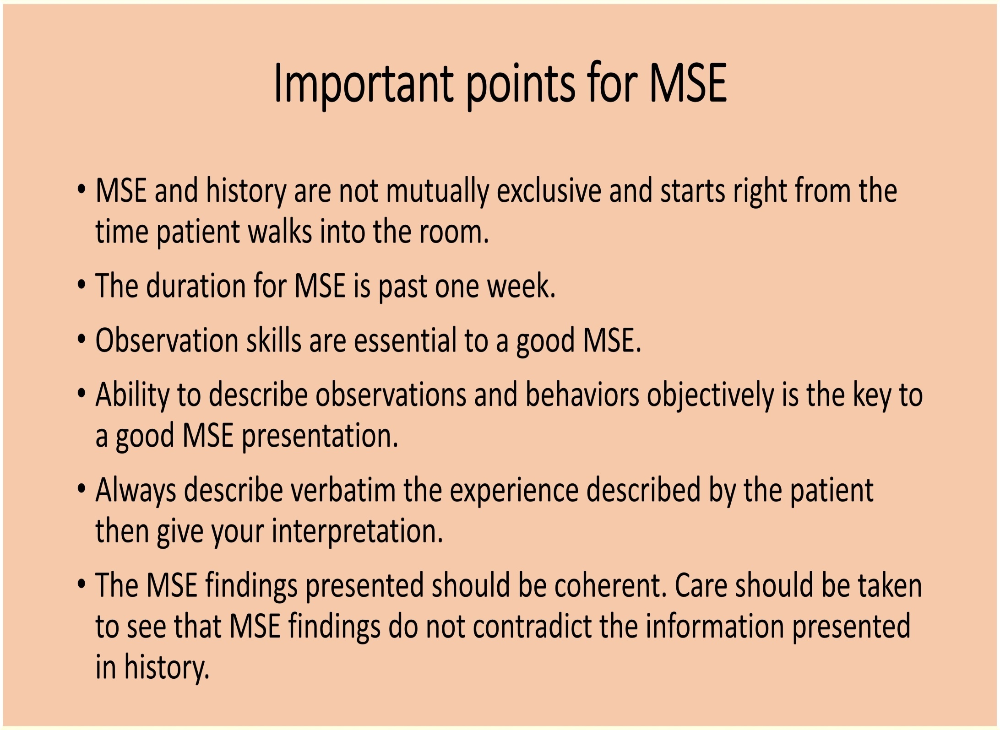 Important points for MSE
• MSE and history are not mutually exclusive and starts right from the
time patient walks into the room.
• The duration for MSE is past one week.
• Observation skills are essential to a good MSE.
• Ability to describe observations and behaviors objectively is the key to
a good MSE presentation.
• Always describe verbatim the experience described by the patient
then give your interpretation.
• The MSE findings presented should be coherent. Care should be taken
to see that MSE findings do not contradict the information presented
in history.